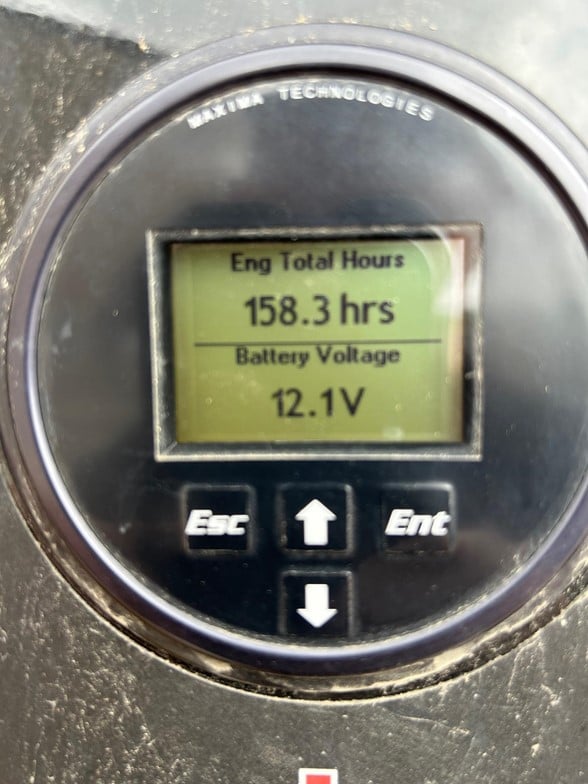 MAXIMA TECHNOLOGIES
Eng Total Hours
158.3 hrs
Battery Voltage
12.1V
Esc
Ent